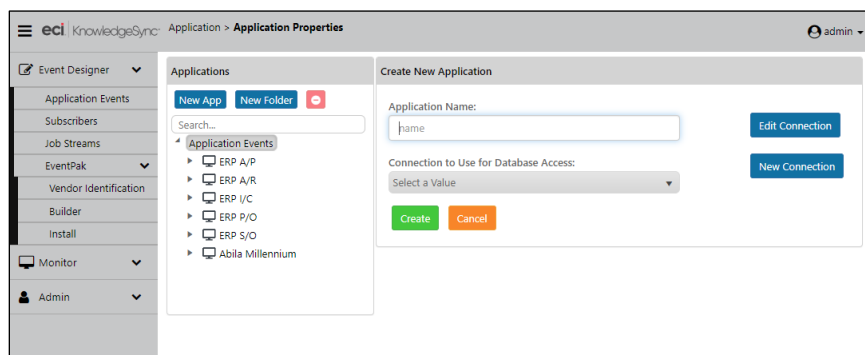 eci KnowledgeSync Application > Application Properties admin
Event Designer
Application Events
Subscribers
Job Streams
EventPak
Vendor Identification
Builder
Install
Monitor
Admin
Applications
New App New Folder
Search...
Application Events
ERP A/P
ERP A/R
ERP I/C
ERP P/O
ERP S/O
Abila Millennium
Create New Application
Application Name:
name
Edit Connection
Connection to Use for Database Access:
Select a Value
New Connection
Create Cancel